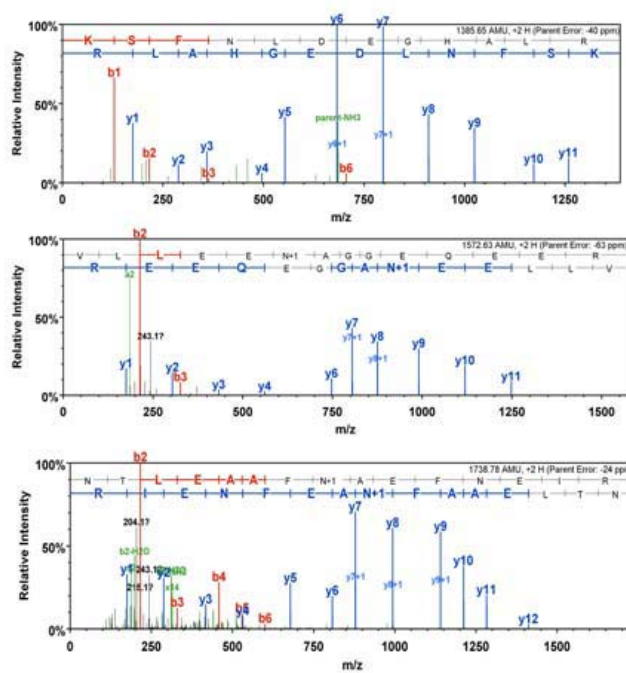 1385.65 AMU, +2 H (Parent Error: -40 ppm)
K S F N L D E G H A L R
R L A H G E D L N F S K
100%
50%
0%
Relative Intensity
b1 y1 b2 y2 y3 b3 y4 y5 parent-NH3 y6 y6+1 b6 y7 y7+1 y8 y9 y10 y11
0 250 500 750 1000 1250
m/z
1572.63 AMU, +2 H (Parent Error: -63 ppm)
V L L E E N+1 A G G E Q E E R
R E E Q E G G A N+1 E E L L V
100%
50%
0%
Relative Intensity
y1 a2 b2 243.17 y2 b3 y3 y4 y6 y7 y7+1 y8 y8+1 y9 y10 y11
0 250 500 750 1000 1250 1500
m/z
1738.78 AMU, +2 H (Parent Error: -24 ppm)
N T L E A A F N+1 A E F N E I R
R I E N F E A N+1 F A A E L T N
100%
50%
0%
Relative Intensity
b2 204.17 b2-H2O y1 243.17 y2 215.17 b3 y3 b4 b5 y4 b6 y5 y6 y7 y7+1 y8 y8+1 y9 y9+1 y10 y11 y12
0 250 500 750 1000 1250 1500
m/z